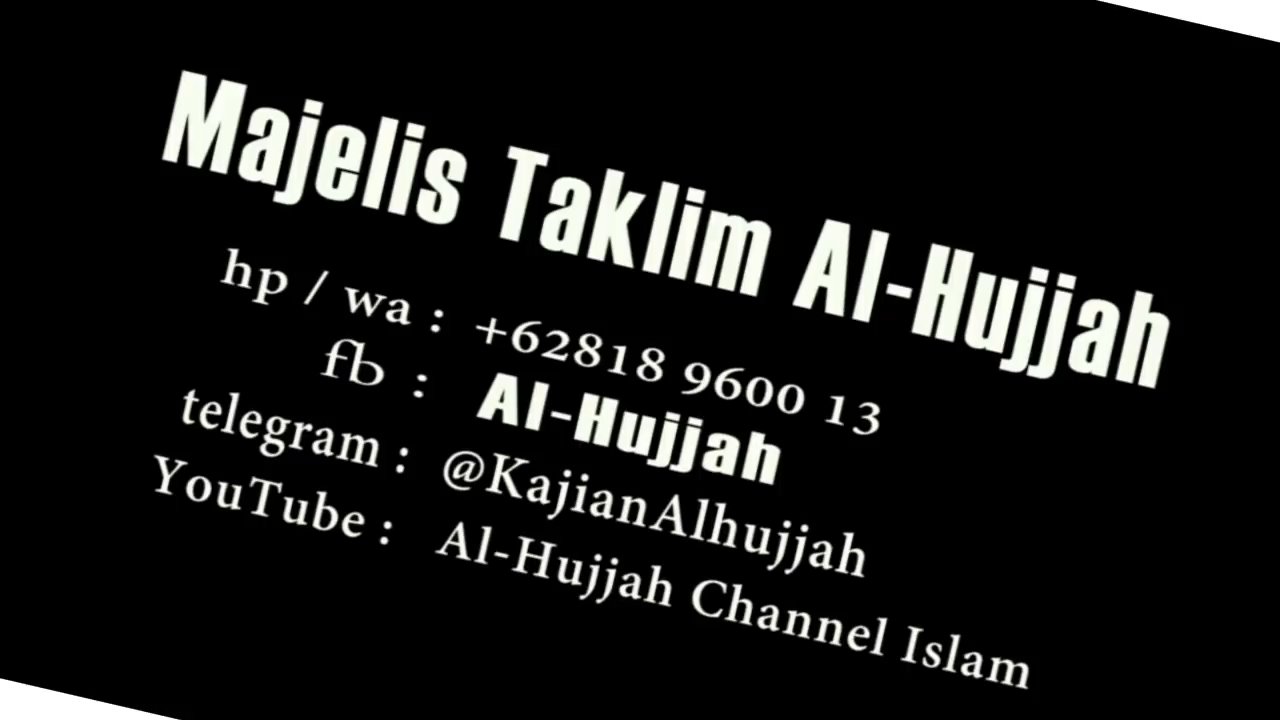 Majelis Taklim Al-Hujjah
hp / wa : +62818 9600 13
fb : Al-Hujjah
telegram : @KajianAlhujjah
YouTube : Al-Hujjah Channel Islam